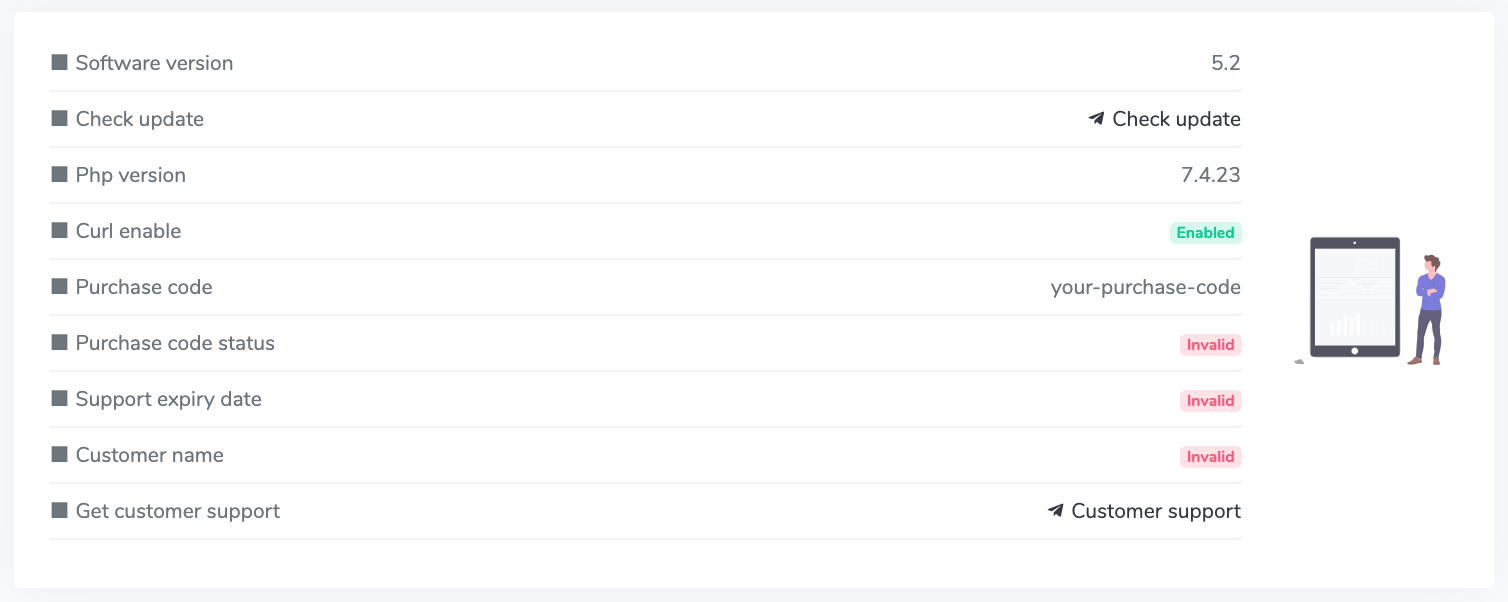 Software version 5.2
Check update Check update
Php version 7.4.23
Curl enable Enabled
Purchase code your-purchase-code
Purchase code status Invalid
Support expiry date Invalid
Customer name Invalid
Get customer support Customer support